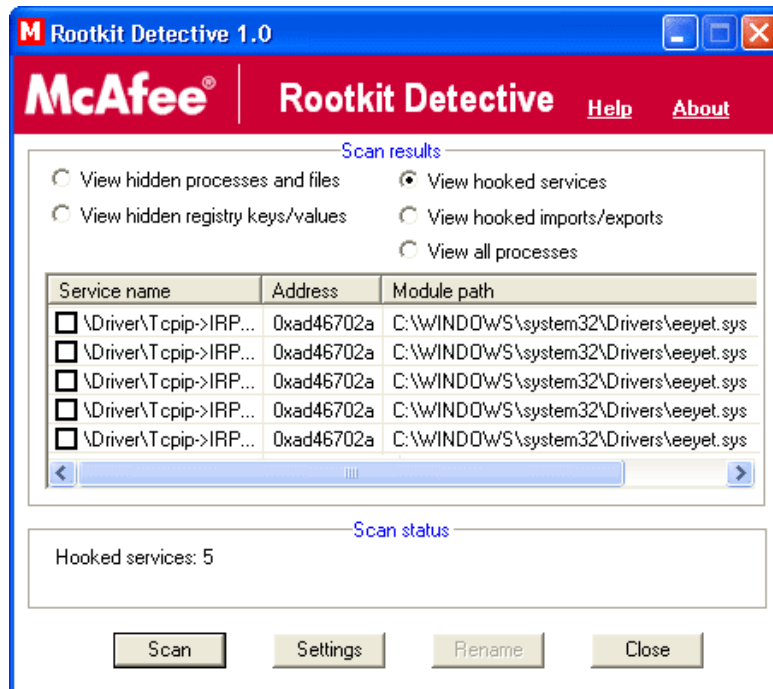 M Rootkit Detective 1.0
McAfee® Rootkit Detective Help About
Scan results
View hidden processes and files View hooked services
View hidden registry keys/values View hooked imports/exports
View all processes
Service name Address Module path
\Driver\Tcpip->IRP... 0xad46702a C:\WINDOWS\system32\Drivers\eeyet.sys
\Driver\Tcpip->IRP... 0xad46702a C:\WINDOWS\system32\Drivers\eeyet.sys
\Driver\Tcpip->IRP... 0xad46702a C:\WINDOWS\system32\Drivers\eeyet.sys
\Driver\Tcpip->IRP... 0xad46702a C:\WINDOWS\system32\Drivers\eeyet.sys
\Driver\Tcpip->IRP... 0xad46702a C:\WINDOWS\system32\Drivers\eeyet.sys
Scan status
Hooked services: 5
Scan Settings Rename Close